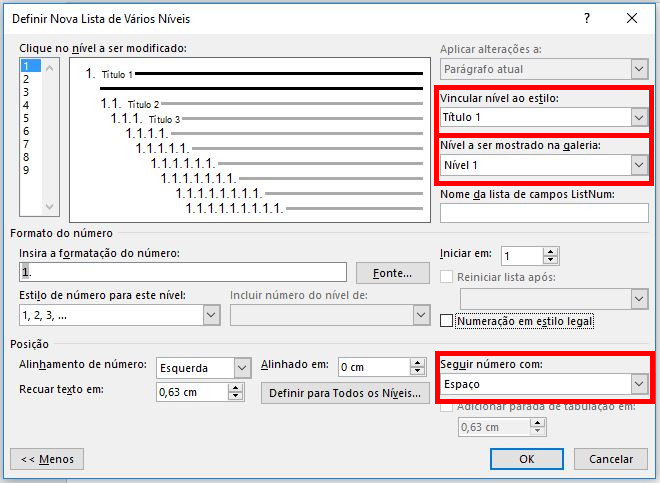 Definir Nova Lista de Vários Níveis
Clique no nível a ser modificado:
1
2
3
4
5
6
7
8
9
1. Título 1
1.1. Título 2
1.1.1. Título 3
1.1.1.1.
1.1.1.1.1.
1.1.1.1.1.1.
1.1.1.1.1.1.1.
1.1.1.1.1.1.1.1.
1.1.1.1.1.1.1.1.1.
Aplicar alterações a:
Parágrafo atual
Vincular nível ao estilo:
Título 1
Nível a ser mostrado na galeria:
Nível 1
Nome da lista de campos ListNum:
Formato do número
Insira a formatação do número:
1.
Fonte...
Iniciar em: 1
Reiniciar lista após:
Estilo de número para este nível:
1, 2, 3, ...
Incluir número do nível de:
Numeração em estilo legal
Posição
Alinhamento de número: Esquerda
Alinhado em: 0 cm
Recuar texto em: 0,63 cm
Definir para Todos os Níveis...
Seguir número com:
Espaço
Adicionar parada de tabulação em:
0,63 cm
<< Menos
OK
Cancelar